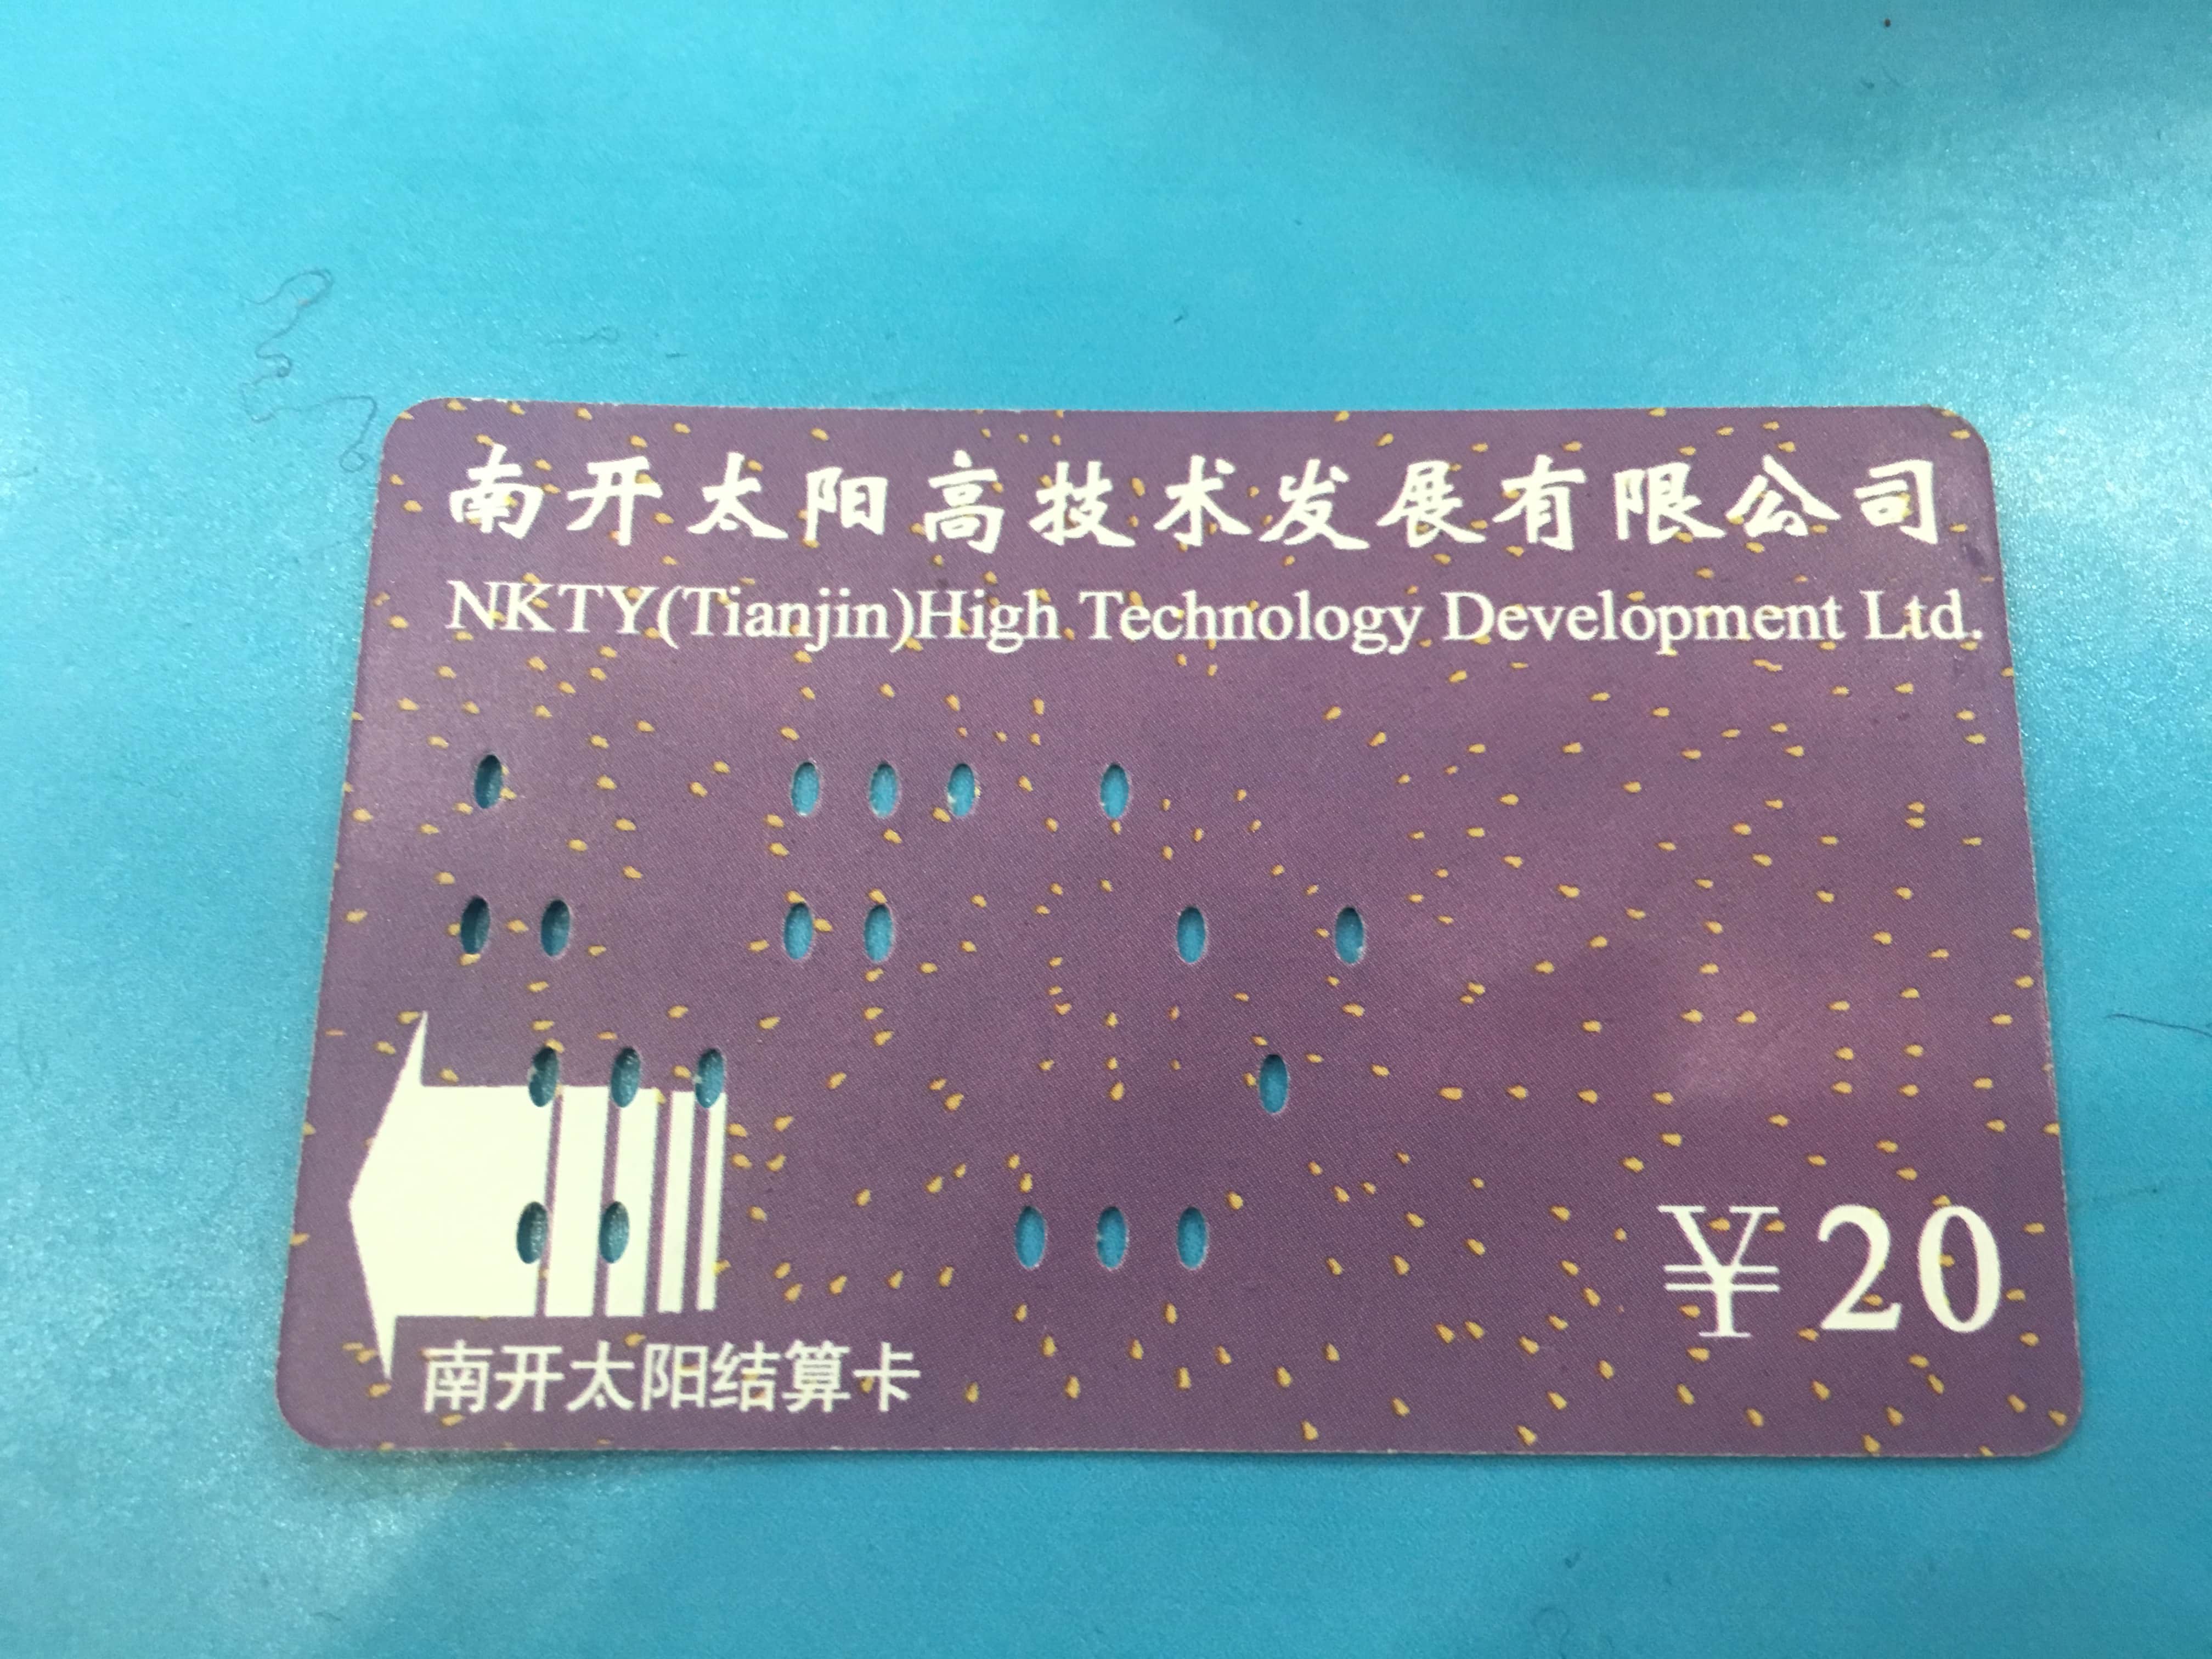 南开太阳高技术发展有限公司
NKTY(Tianjin)High Technology Development Ltd.
¥20
南开太阳结算卡